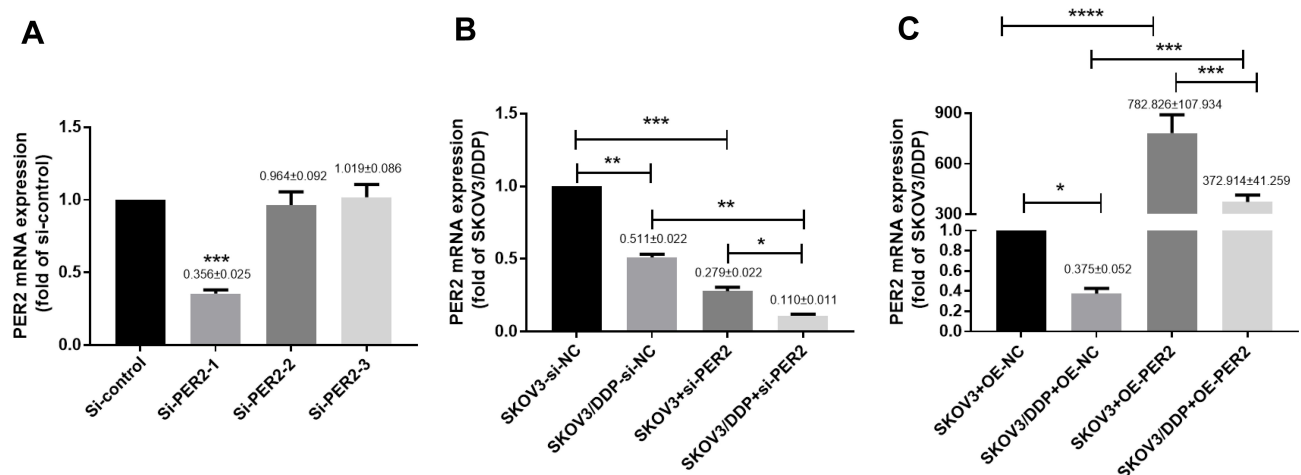 A
PER2 mRNA expression
(fold of si-control)
1.5
1.0
0.5
0.0
***
0.356±0.025
0.964±0.092
1.019±0.086
Si-control
Si-PER2-1
Si-PER2-2
Si-PER2-3
B
PER2 mRNA expression
(fold of SKOV3/DDP)
1.5
1.0
0.5
0.0
***
**
**
*
0.511±0.022
0.279±0.022
0.110±0.011
SKOV3-si-NC
SKOV3/DDP-si-NC
SKOV3+si-PER2
SKOV3/DDP+si-PER2
C
PER2 mRNA expression
(fold of SKOV3/DDP)
900
600
300
1.0
0.8
0.6
0.4
0.2
0.0
****
***
***
*
782.826±107.934
372.914±41.259
0.375±0.052
SKOV3+OE-NC
SKOV3/DDP+OE-NC
SKOV3+OE-PER2
SKOV3/DDP+OE-PER2